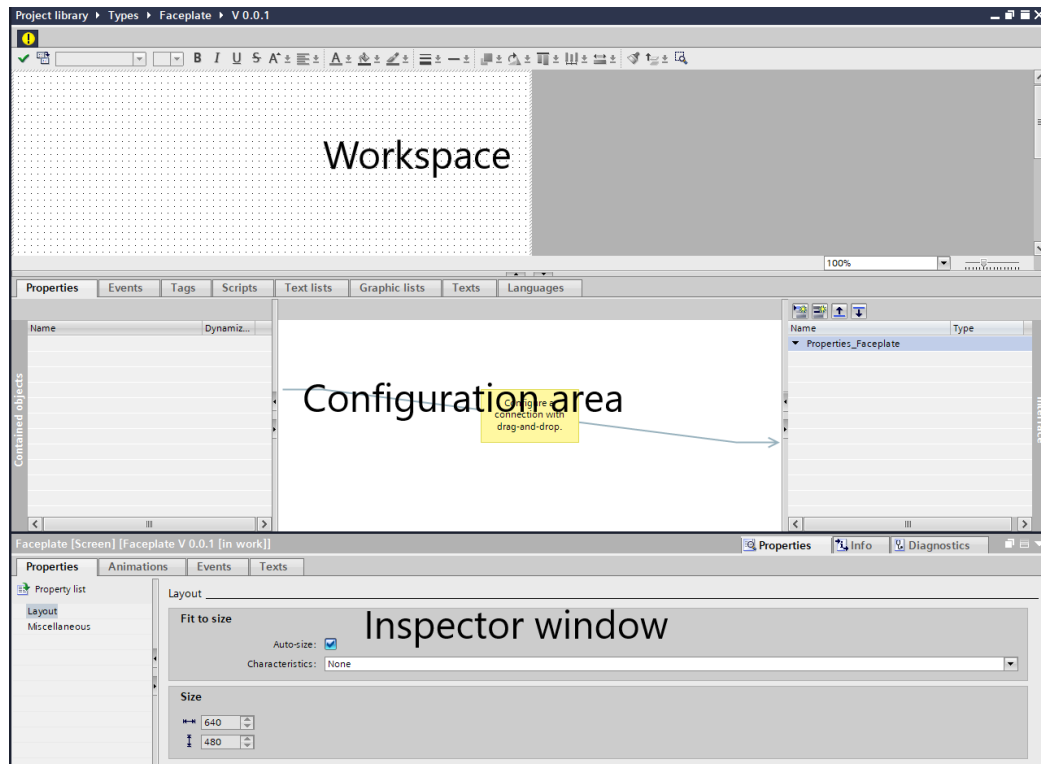 Project library ▸ Types ▸ Faceplate ▸ V 0.0.1
B I U S A
Workspace
100%
Properties Events Tags Scripts Text lists Graphic lists Texts Languages
Name Dynamiz... Name Type
Properties_Faceplate
Contained objects
Configure a
connection with
drag-and-drop.
Configuration area
Interface
Faceplate [Screen] [Faceplate V 0.0.1 [in work]] Properties Info Diagnostics
Properties Animations Events Texts
Property list
Layout
Layout
Miscellaneous
Fit to size
Inspector window
Auto-size:
Characteristics: None
Size
640
480